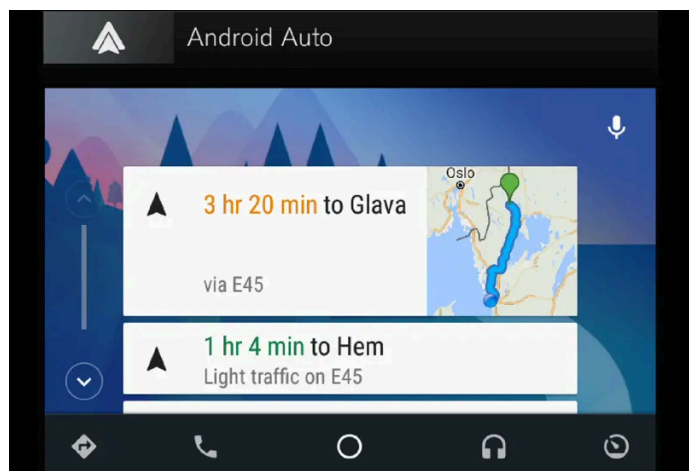 Android Auto
3 hr 20 min to Glava
via E45
Oslo
1 hr 4 min to Hem
Light traffic on E45